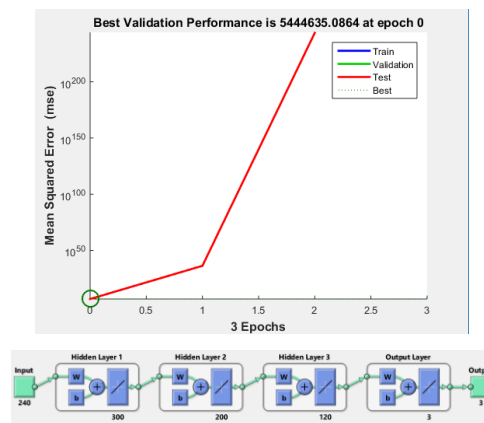 Best Validation Performance is 5444635.0864 at epoch 0
Train
Validation
Test
Best
Mean Squared Error (mse)
10^200
10^150
10^100
10^50
0
0.5
1
1.5
2
2.5
3
3 Epochs
Hidden Layer 1
Hidden Layer 2
Hidden Layer 3
Output Layer
Input
240
W
b
+
300
W
b
+
200
W
b
+
120
W
b
+
3
Outp
3